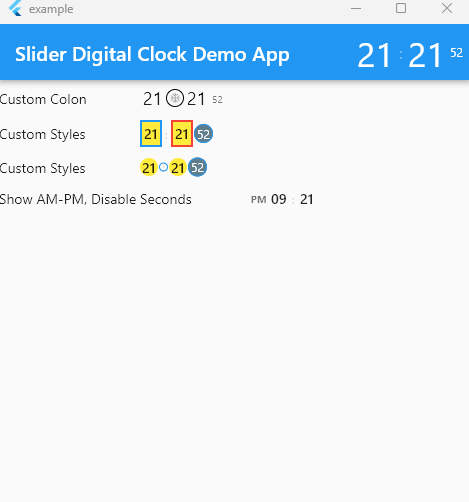 example
Slider Digital Clock Demo App 21 : 21 52
Custom Colon 21 21 52
Custom Styles 21 : 21 52
Custom Styles 21 21 52
Show AM-PM, Disable Seconds PM 09 : 21